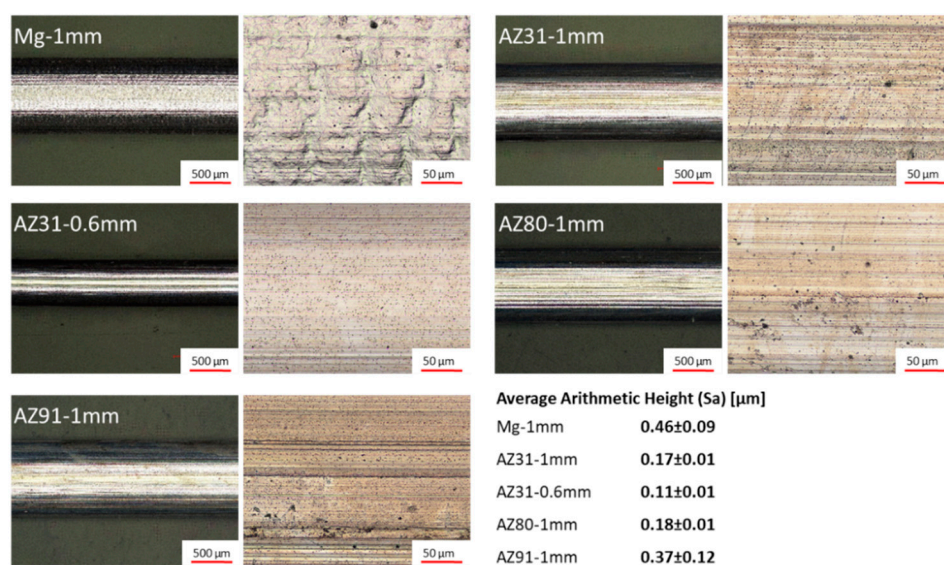 Mg-1mm
500 µm
50 µm
AZ31-1mm
500 µm
50 µm
AZ31-0.6mm
500 µm
50 µm
AZ80-1mm
500 µm
50 µm
AZ91-1mm
500 µm
50 µm
Average Arithmetic Height (Sa) [µm]
Mg-1mm 0.46±0.09
AZ31-1mm 0.17±0.01
AZ31-0.6mm 0.11±0.01
AZ80-1mm 0.18±0.01
AZ91-1mm 0.37±0.12